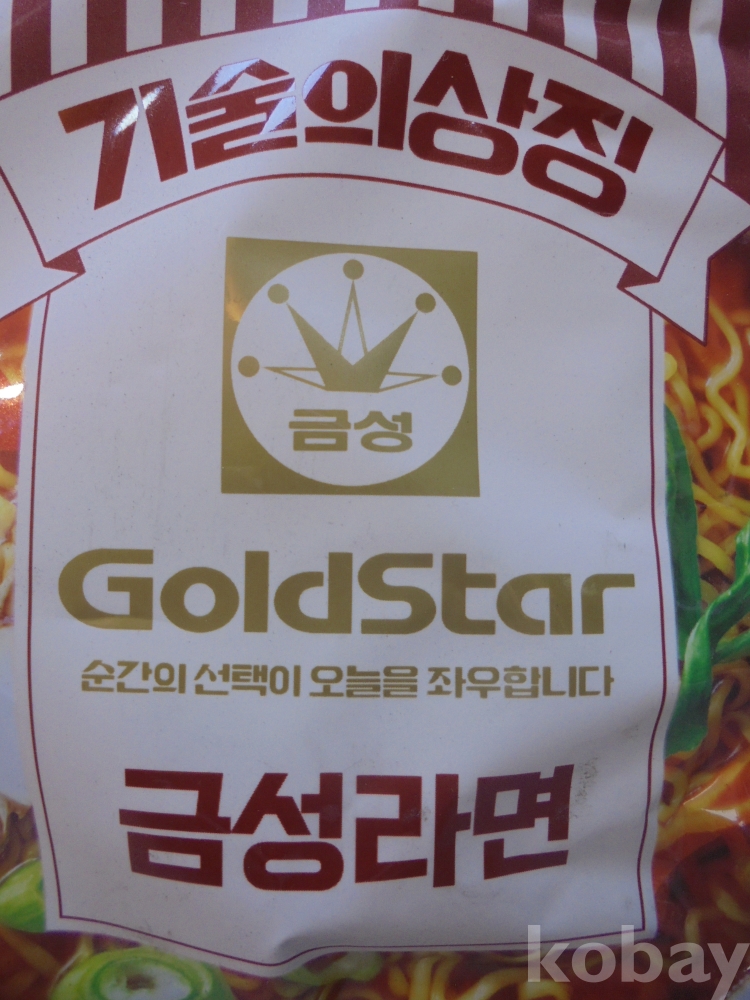 기술의상징
금성
GoldStar
순간의 선택이 오늘을 좌우합니다
금성라면
kobay